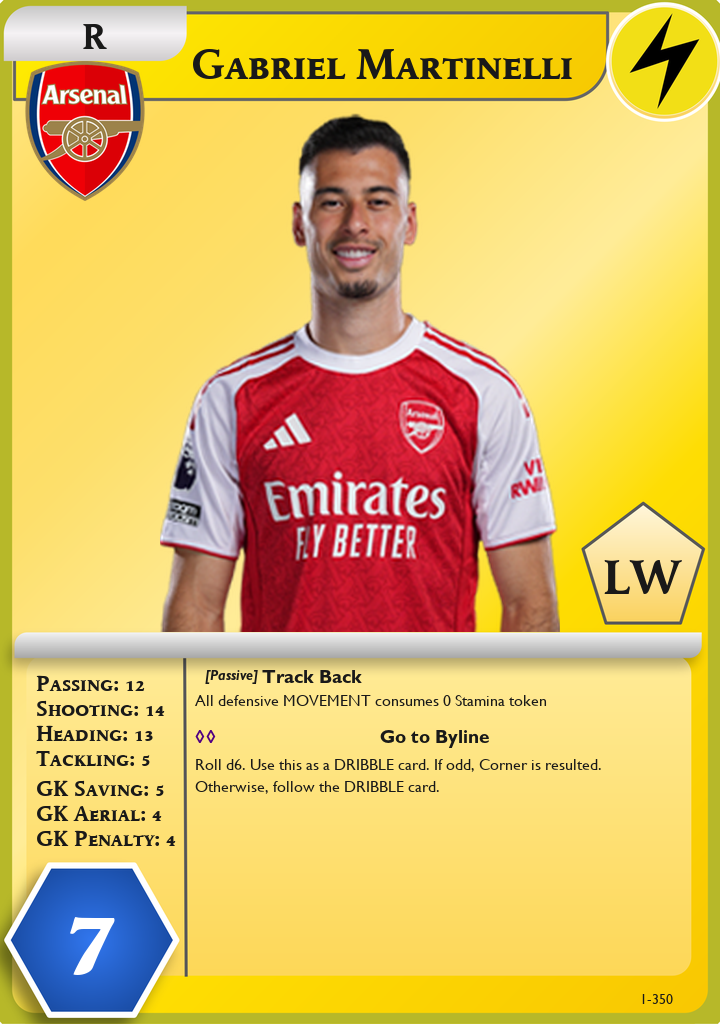 R
Gabriel Martinelli
Arsenal
Arsenal
Emirates
FLY BETTER
LW
Passing: 12
Shooting: 14
Heading: 13
Tackling: 5
GK Saving: 5
GK Aerial: 4
GK Penalty: 4
7
[Passive] Track Back
All defensive MOVEMENT consumes 0 Stamina token
◊◊ Go to Byline
Roll d6. Use this as a DRIBBLE card. If odd, Corner is resulted.
Otherwise, follow the DRIBBLE card.
1-350